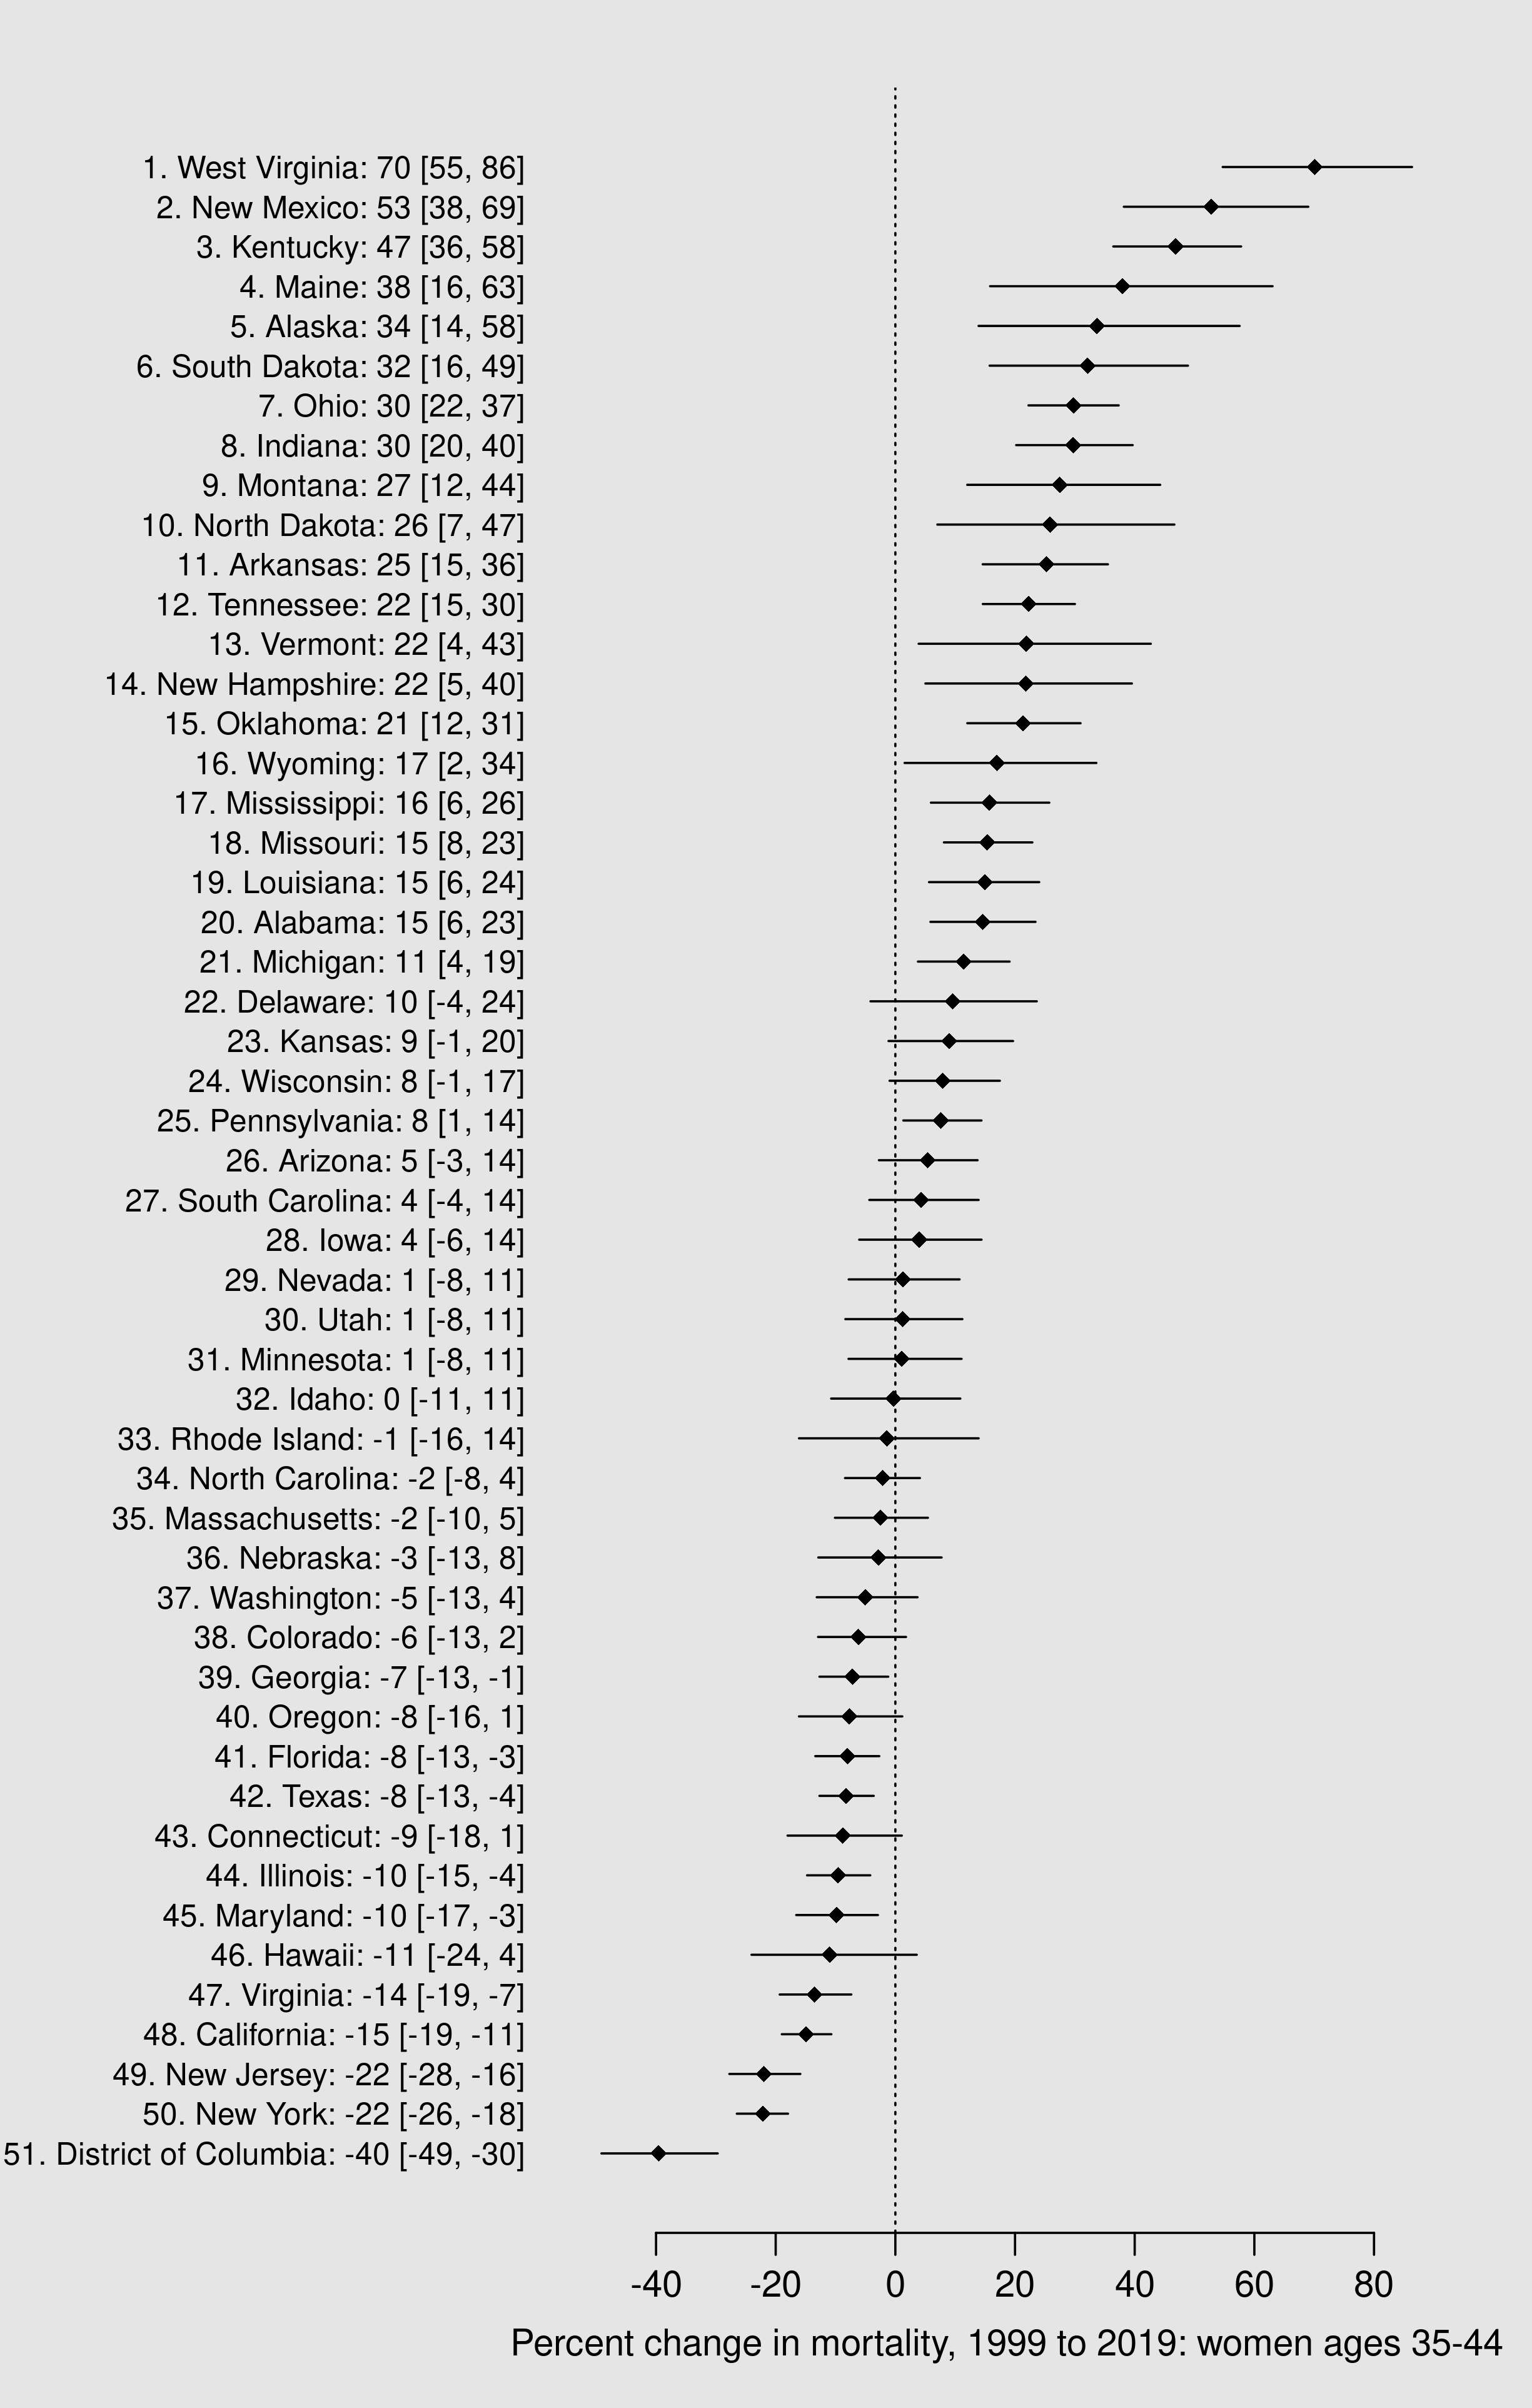 1. West Virginia: 70 [55, 86]
2. New Mexico: 53 [38, 69]
3. Kentucky: 47 [36, 58]
4. Maine: 38 [16, 63]
5. Alaska: 34 [14, 58]
6. South Dakota: 32 [16, 49]
7. Ohio: 30 [22, 37]
8. Indiana: 30 [20, 40]
9. Montana: 27 [12, 44]
10. North Dakota: 26 [7, 47]
11. Arkansas: 25 [15, 36]
12. Tennessee: 22 [15, 30]
13. Vermont: 22 [4, 43]
14. New Hampshire: 22 [5, 40]
15. Oklahoma: 21 [12, 31]
16. Wyoming: 17 [2, 34]
17. Mississippi: 16 [6, 26]
18. Missouri: 15 [8, 23]
19. Louisiana: 15 [6, 24]
20. Alabama: 15 [6, 23]
21. Michigan: 11 [4, 19]
22. Delaware: 10 [-4, 24]
23. Kansas: 9 [-1, 20]
24. Wisconsin: 8 [-1, 17]
25. Pennsylvania: 8 [1, 14]
26. Arizona: 5 [-3, 14]
27. South Carolina: 4 [-4, 14]
28. Iowa: 4 [-6, 14]
29. Nevada: 1 [-8, 11]
30. Utah: 1 [-8, 11]
31. Minnesota: 1 [-8, 11]
32. Idaho: 0 [-11, 11]
33. Rhode Island: -1 [-16, 14]
34. North Carolina: -2 [-8, 4]
35. Massachusetts: -2 [-10, 5]
36. Nebraska: -3 [-13, 8]
37. Washington: -5 [-13, 4]
38. Colorado: -6 [-13, 2]
39. Georgia: -7 [-13, -1]
40. Oregon: -8 [-16, 1]
41. Florida: -8 [-13, -3]
42. Texas: -8 [-13, -4]
43. Connecticut: -9 [-18, 1]
44. Illinois: -10 [-15, -4]
45. Maryland: -10 [-17, -3]
46. Hawaii: -11 [-24, 4]
47. Virginia: -14 [-19, -7]
48. California: -15 [-19, -11]
49. New Jersey: -22 [-28, -16]
50. New York: -22 [-26, -18]
51. District of Columbia: -40 [-49, -30]
-40 -20 0 20 40 60 80
Percent change in mortality, 1999 to 2019: women ages 35-44